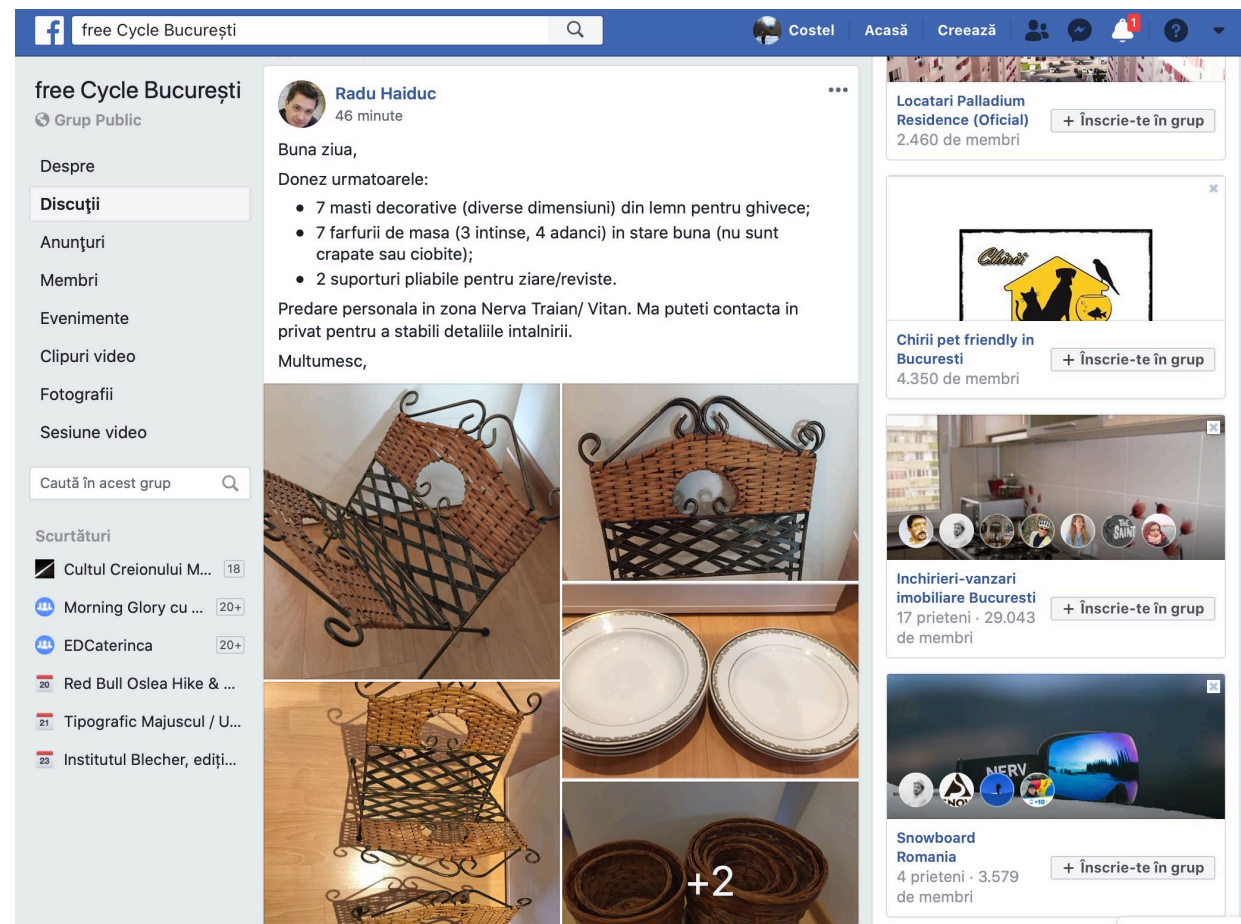 free Cycle București
Costel
Acasă
Creează
1
free Cycle București
Grup Public
Despre
Discuţii
Anunţuri
Membri
Evenimente
Clipuri video
Fotografii
Sesiune video
Caută în acest grup
Scurtături
Cultul Creionului M... 18
Morning Glory cu ... 20+
EDCaterinca 20+
20 Red Bull Oslea Hike & ...
21 Tipografic Majuscul / U...
23 Institutul Blecher, ediți...
Radu Haiduc
46 minute
Buna ziua,
Donez urmatoarele:
• 7 masti decorative (diverse dimensiuni) din lemn pentru ghivece;
• 7 farfurii de masa (3 intinse, 4 adanci) in stare buna (nu sunt
crapate sau ciobite);
• 2 suporturi pliabile pentru ziare/reviste.
Predare personala in zona Nerva Traian/ Vitan. Ma puteti contacta in
privat pentru a stabili detaliile intalnirii.
Multumesc,
+2
Locatari Palladium
Residence (Oficial)
2.460 de membri
+ Înscrie-te în grup
Chirii
Chirii pet friendly in
Bucuresti
4.350 de membri
+ Înscrie-te în grup
THE
SAINT
Inchirieri-vanzari
imobiliare Bucuresti
17 prieteni · 29.043
de membri
+ Înscrie-te în grup
NERV
Snowboard
Romania
4 prieteni · 3.579
de membri
+ Înscrie-te în grup